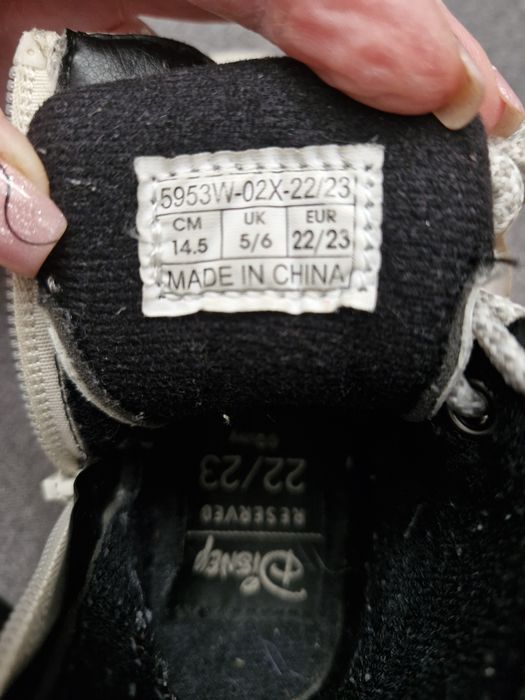 5953W-02X-22/23
CM UK EUR
14.5 5/6 22/23
MADE IN CHINA
22/23
RESERVED
DISNEY